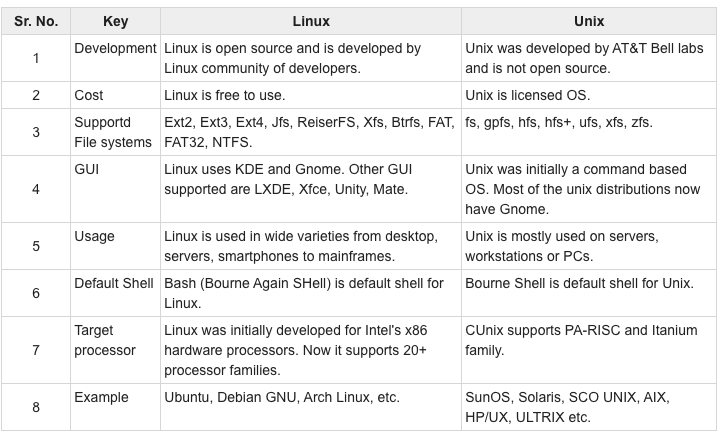 Sr. No. Key Linux Unix
1 Development Linux is open source and is developed by Linux community of developers. Unix was developed by AT&T Bell labs and is not open source.
2 Cost Linux is free to use. Unix is licensed OS.
3 Supportd File systems Ext2, Ext3, Ext4, Jfs, ReiserFS, Xfs, Btrfs, FAT, FAT32, NTFS. fs, gpfs, hfs, hfs+, ufs, xfs, zfs.
4 GUI Linux uses KDE and Gnome. Other GUI supported are LXDE, Xfce, Unity, Mate. Unix was initially a command based OS. Most of the unix distributions now have Gnome.
5 Usage Linux is used in wide varieties from desktop, servers, smartphones to mainframes. Unix is mostly used on servers, workstations or PCs.
6 Default Shell Bash (Bourne Again SHell) is default shell for Linux. Bourne Shell is default shell for Unix.
7 Target processor Linux was initially developed for Intel's x86 hardware processors. Now it supports 20+ processor families. CUnix supports PA-RISC and Itanium family.
8 Example Ubuntu, Debian GNU, Arch Linux, etc. SunOS, Solaris, SCO UNIX, AIX, HP/UX, ULTRIX etc.